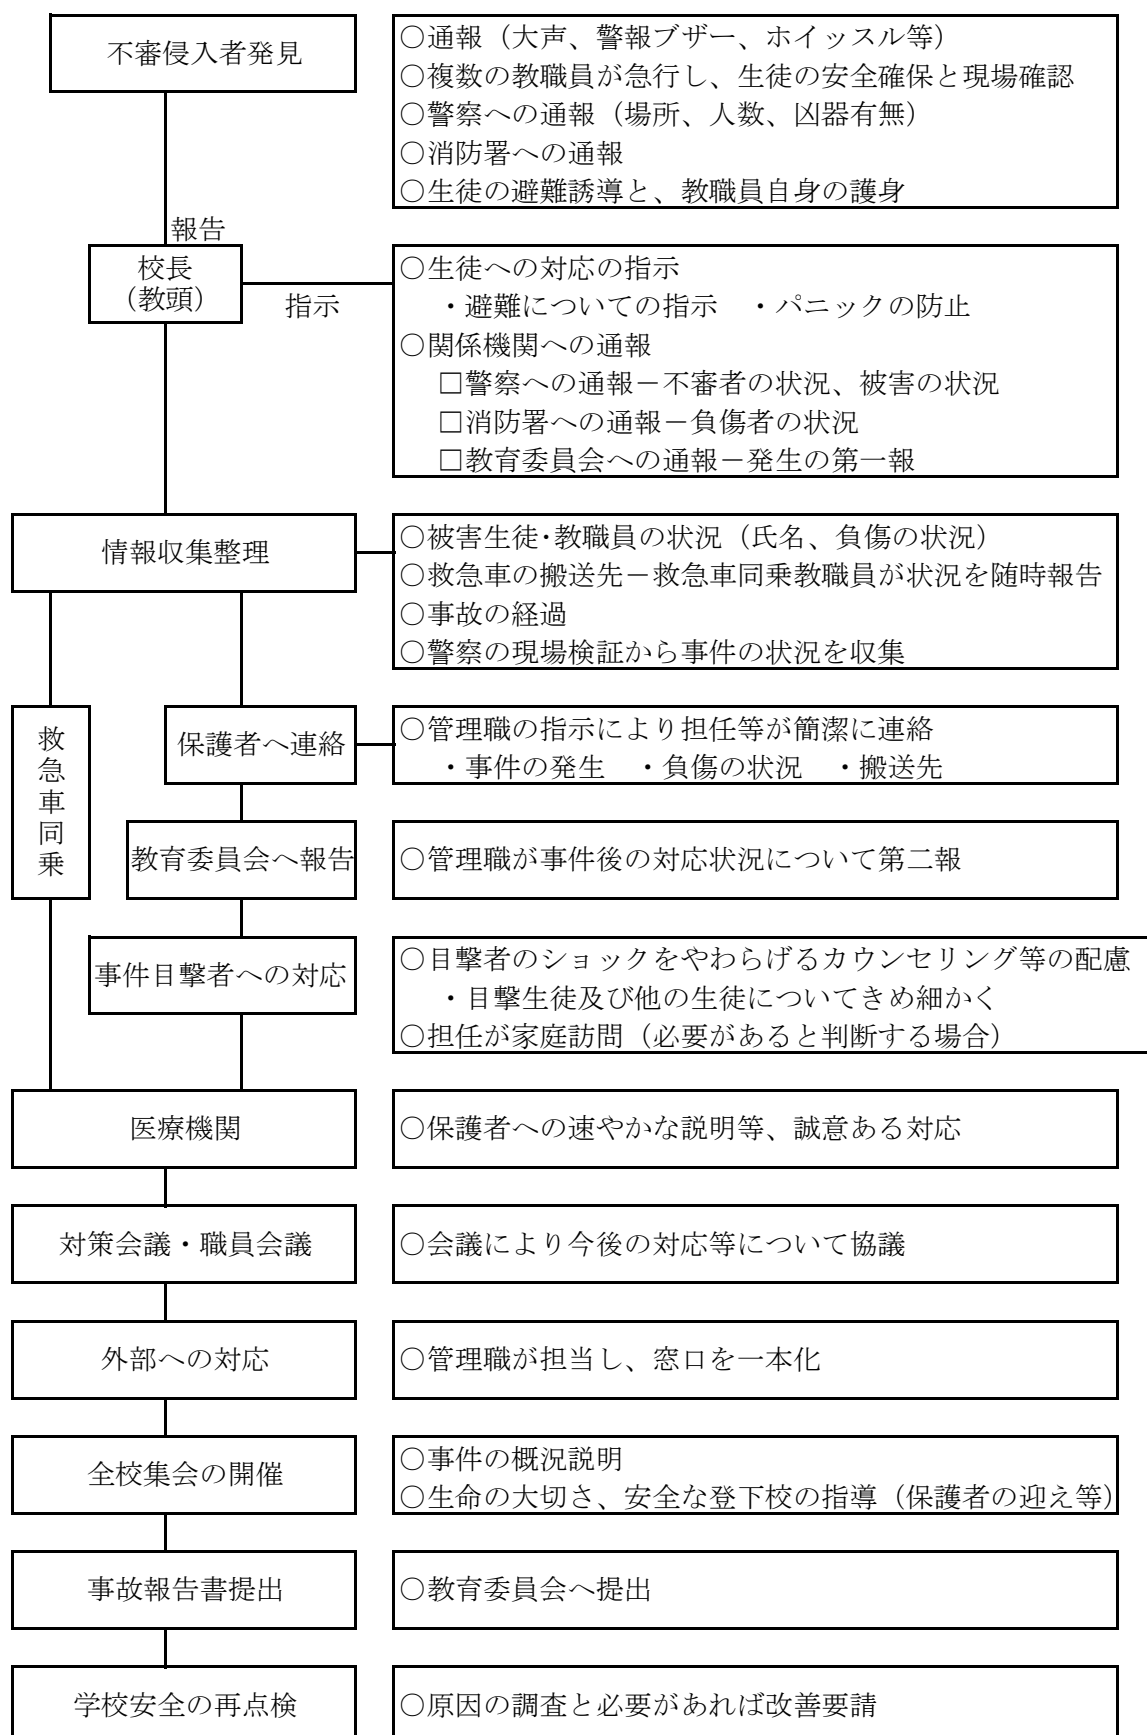 不審侵入者発見
○通報（大声、警報ブザー、ホイッスル等）
○複数の教職員が急行し、生徒の安全確保と現場確認
○警察への通報（場所、人数、凶器有無）
○消防署への通報
○生徒の避難誘導と、教職員自身の護身
報告
校長
（教頭）
指示
○生徒への対応の指示
・避難についての指示　・パニックの防止
○関係機関への通報
□警察への通報－不審者の状況、被害の状況
□消防署への通報－負傷者の状況
□教育委員会への通報－発生の第一報
情報収集整理
○被害生徒・教職員の状況（氏名、負傷の状況）
○救急車の搬送先－救急車同乗教職員が状況を随時報告
○事故の経過
○警察の現場検証から事件の状況を収集
救急車同乗
保護者へ連絡
○管理職の指示により担任等が簡潔に連絡
・事件の発生　・負傷の状況　・搬送先
教育委員会へ報告
○管理職が事件後の対応状況について第二報
事件目撃者への対応
○目撃者のショックをやわらげるカウンセリング等の配慮
・目撃生徒及び他の生徒についてきめ細かく
○担任が家庭訪問（必要があると判断する場合）
医療機関
○保護者への速やかな説明等、誠意ある対応
対策会議・職員会議
○会議により今後の対応等について協議
外部への対応
○管理職が担当し、窓口を一本化
全校集会の開催
○事件の概況説明
○生命の大切さ、安全な登下校の指導（保護者の迎え等）
事故報告書提出
○教育委員会へ提出
学校安全の再点検
○原因の調査と必要があれば改善要請